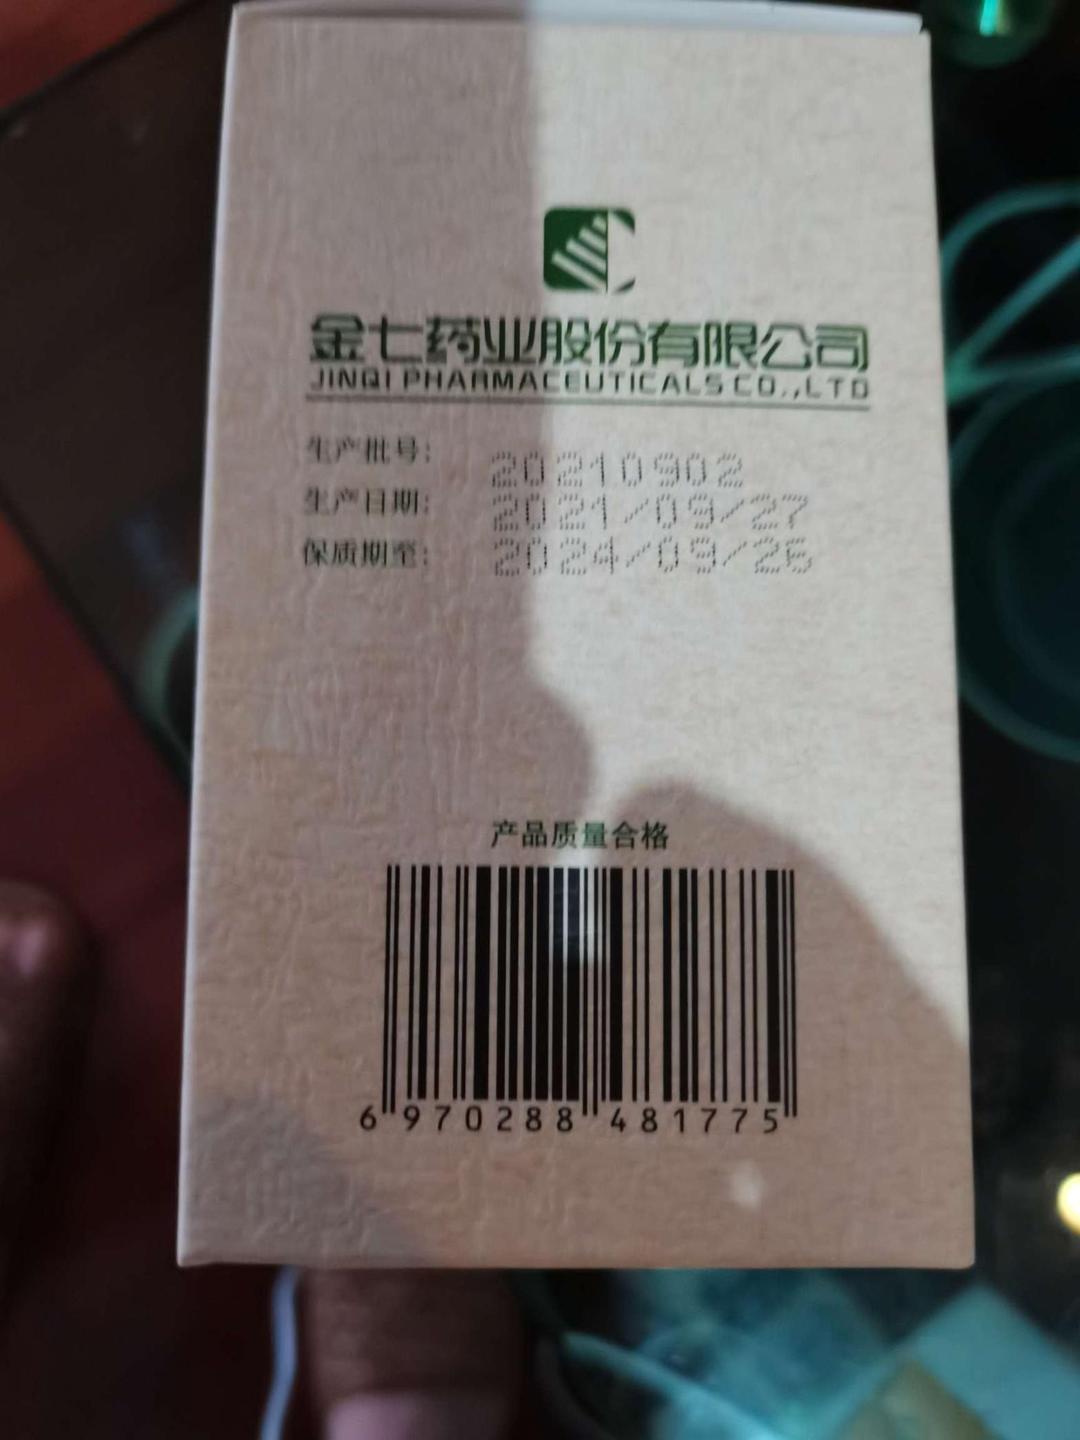 金七药业股份有限公司
JINQI PHARMACEUTICALS CO.,LTD
生产批号: 20210902
生产日期: 2021/09/27
保质期至: 2024/09/26
产品质量合格
6 970288 481775